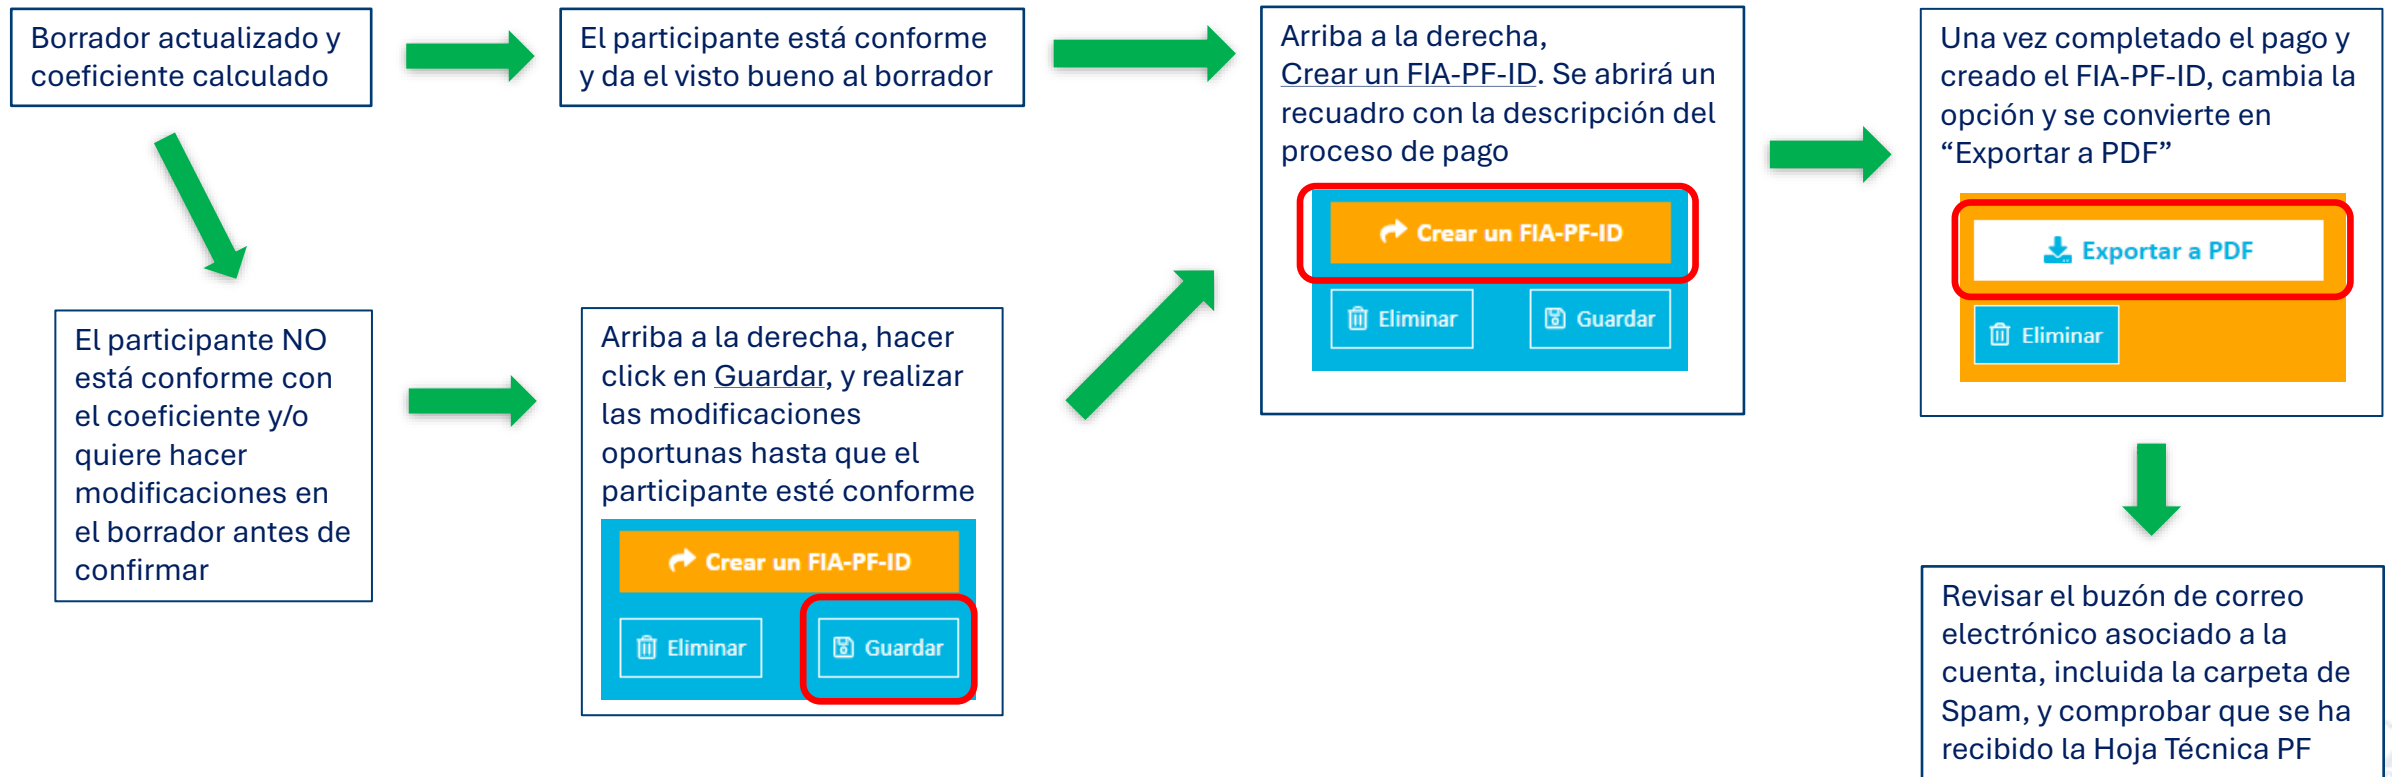 Borrador actualizado y
coeficiente calculado
El participante está conforme
y da el visto bueno al borrador
Arriba a la derecha,
Crear un FIA-PF-ID. Se abrirá un
recuadro con la descripción del
proceso de pago
Crear un FIA-PF-ID
Eliminar
Guardar
Una vez completado el pago y
creado el FIA-PF-ID, cambia la
opción y se convierte en
“Exportar a PDF”
Exportar a PDF
Eliminar
El participante NO
está conforme con
el coeficiente y/o
quiere hacer
modificaciones en
el borrador antes de
confirmar
Arriba a la derecha, hacer
click en Guardar, y realizar
las modificaciones
oportunas hasta que el
participante esté conforme
Crear un FIA-PF-ID
Eliminar
Guardar
Revisar el buzón de correo
electrónico asociado a la
cuenta, incluida la carpeta de
Spam, y comprobar que se ha
recibido la Hoja Técnica PF